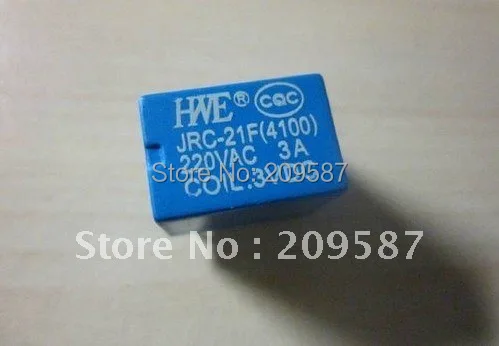 HWE® CQC
JRC-21F(4100)
220VAC 3A
Store No.:209587
COIL:
Store No : 209587